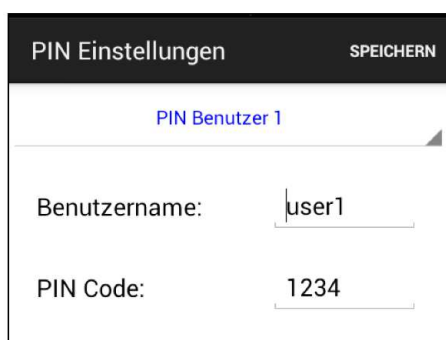 PIN Einstellungen SPEICHERN
PIN Benutzer 1
Benutzername: user1
PIN Code: 1234